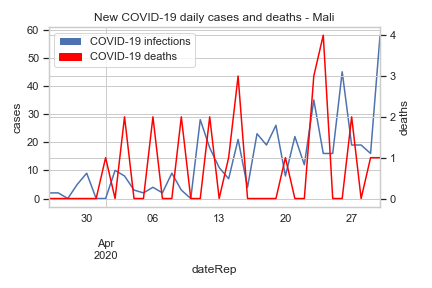 New COVID-19 daily cases and deaths - Mali
COVID-19 infections
COVID-19 deaths
60
50
40
30
20
10
0
cases
4
3
2
1
0
deaths
30
06
13
20
27
Apr
2020
dateRep